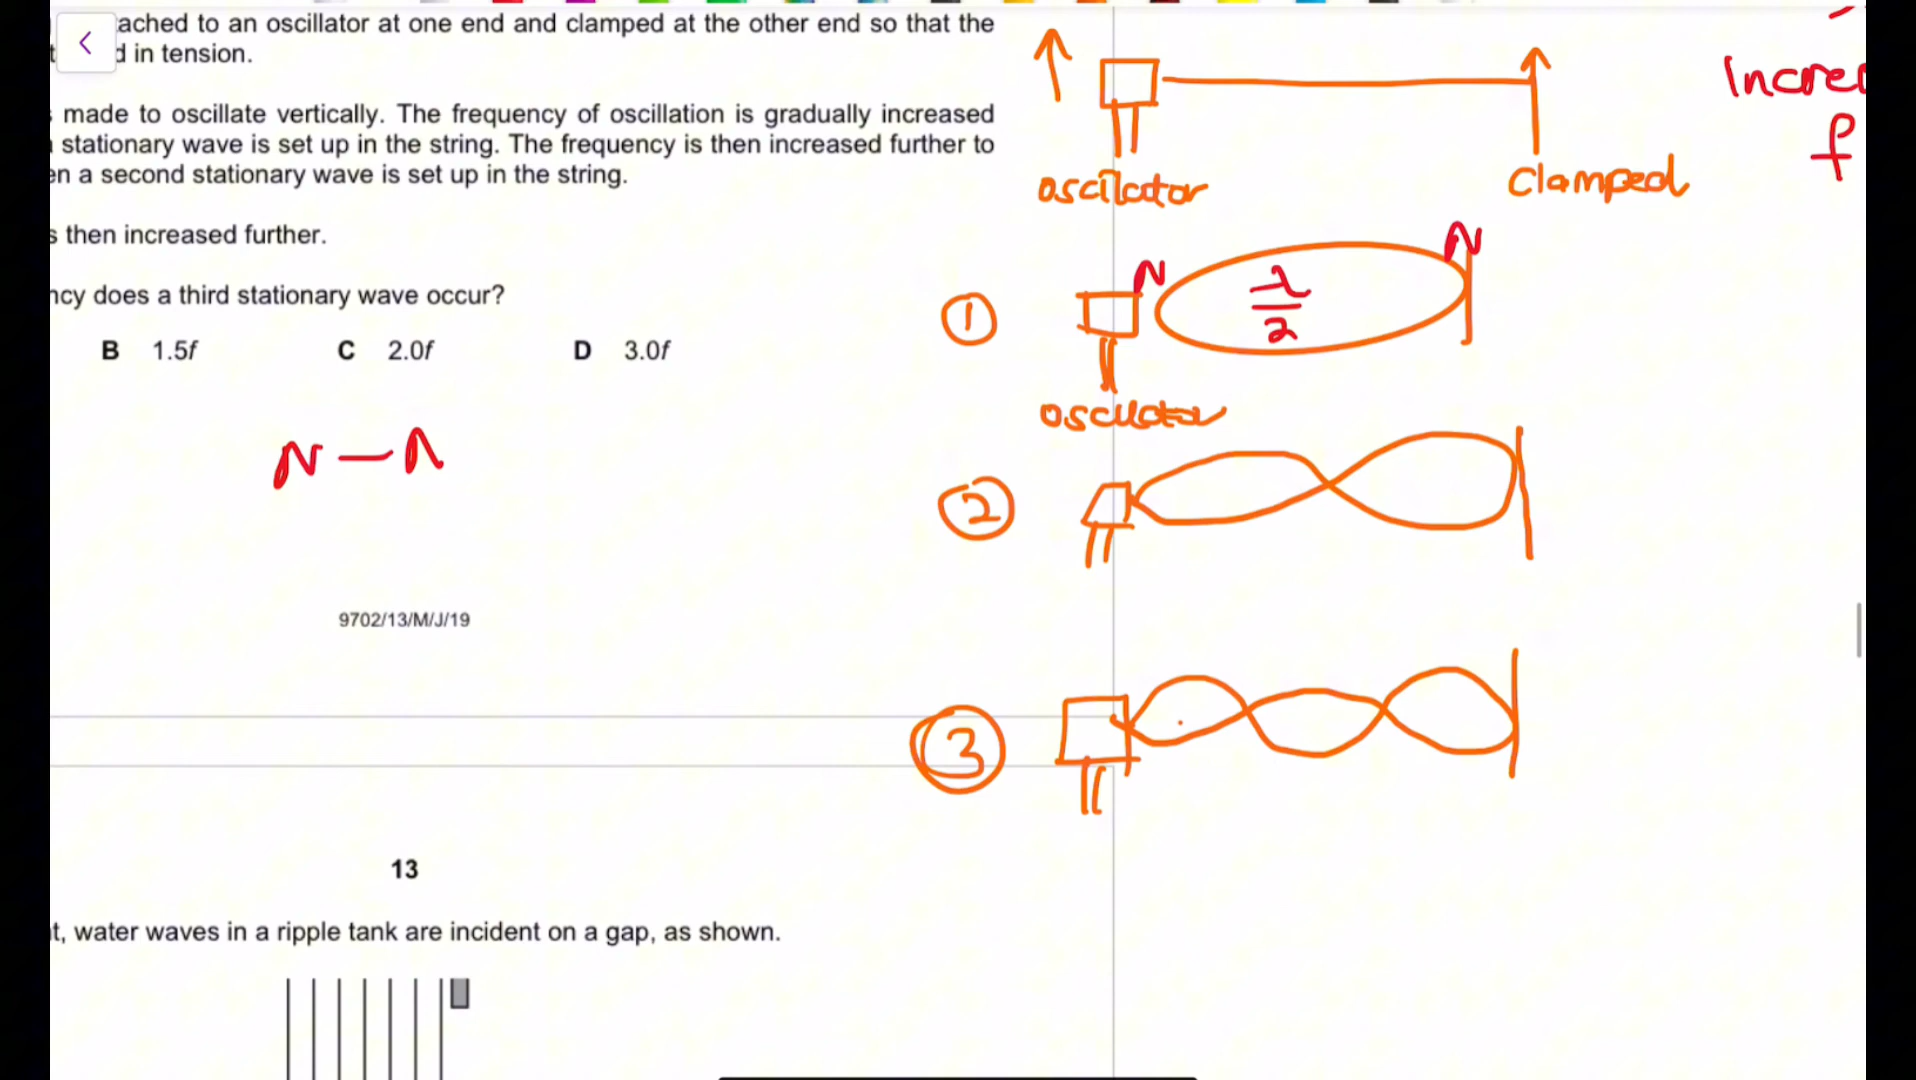 ached to an oscillator at one end and clamped at the other end so that the
d in tension.
made to oscillate vertically. The frequency of oscillation is gradually increased
stationary wave is set up in the string. The frequency is then increased further to
en a second stationary wave is set up in the string.
s then increased further.
ncy does a third stationary wave occur?
B 1.5f C 2.0f D 3.0f
N – A
9702/13/M/J/19
13
t, water waves in a ripple tank are incident on a gap, as shown.
Increa
f
oscilator
Clamped
N N
1 λ/2
oscilator
2
3